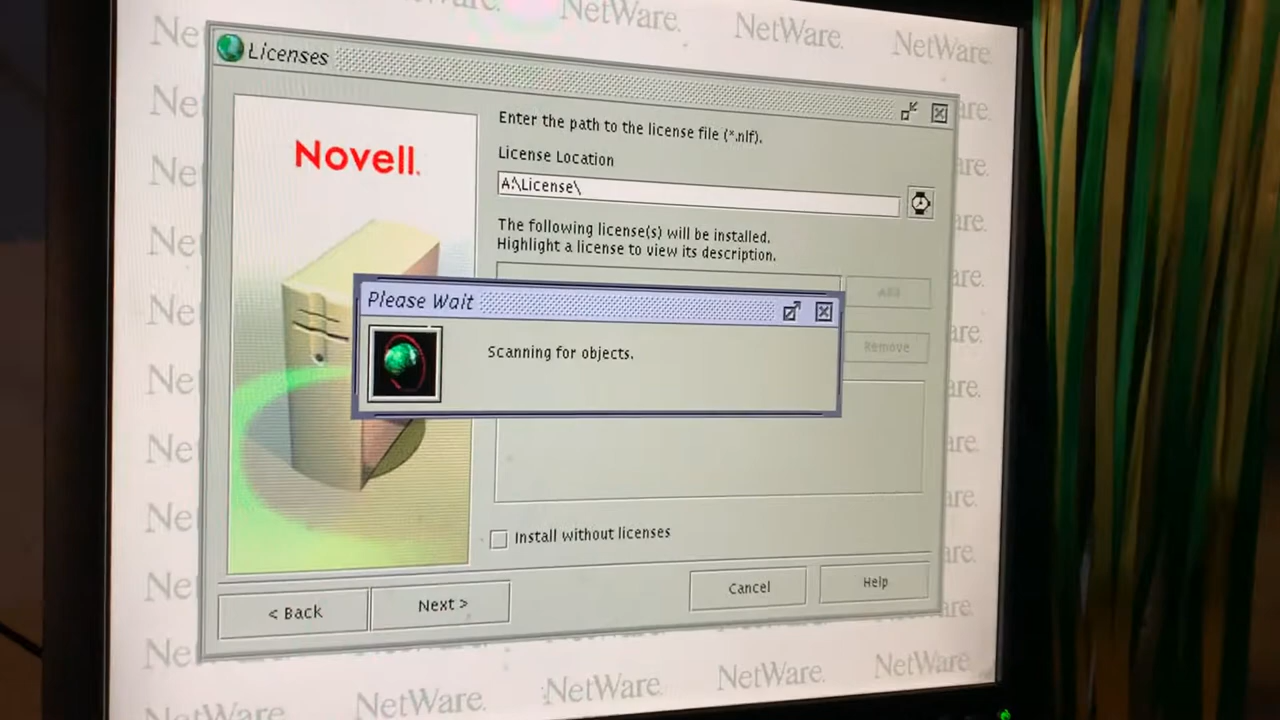 NetWare.
NetWare.
NetWare.
Licenses
Novell.
Enter the path to the license file (*.nlf).
License Location
A:\License\
The following license(s) will be installed.
Highlight a license to view its description.
Add
Please Wait
Scanning for objects.
Remove
Install without licenses
< Back
Next >
Cancel
Help
NetWare.
NetWare.
NetWare.
NetWare.
NetWare.